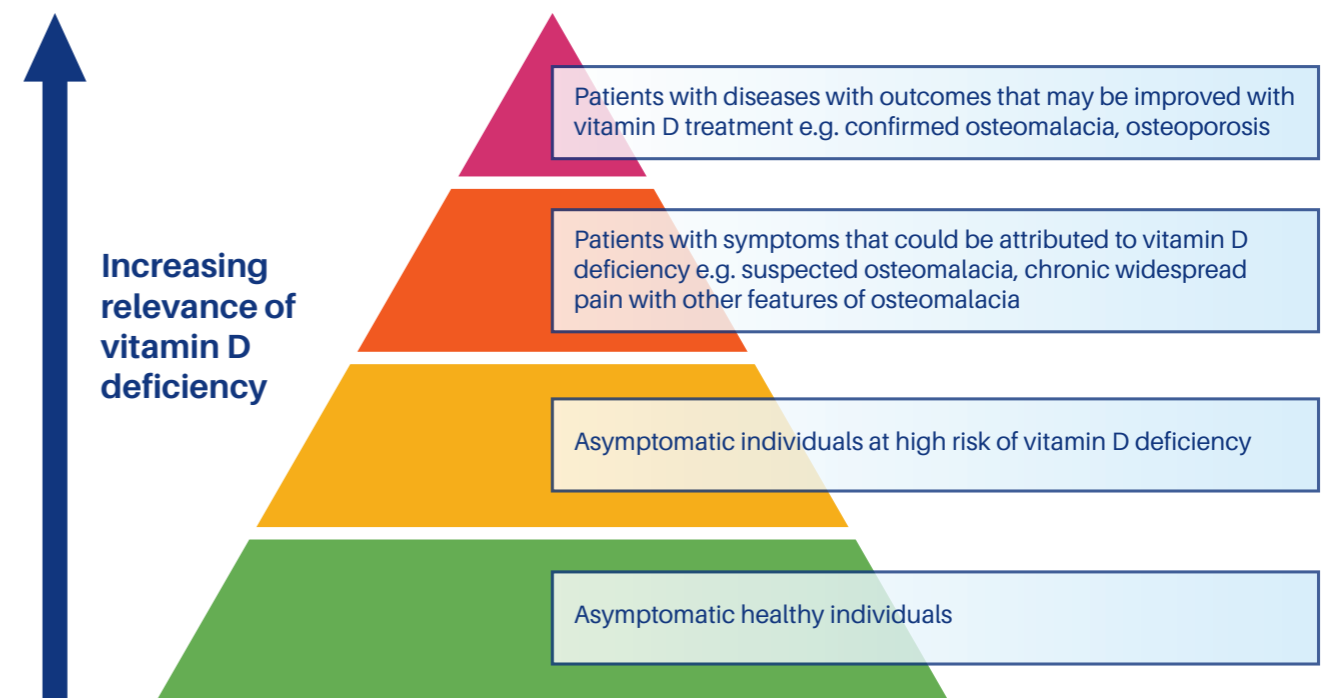 Patients with diseases with outcomes that may be improved with
vitamin D treatment e.g. confirmed osteomalacia, osteoporosis
Increasing
relevance of
vitamin D
deficiency
Patients with symptoms that could be attributed to vitamin D
deficiency e.g. suspected osteomalacia, chronic widespread
pain with other features of osteomalacia
Asymptomatic individuals at high risk of vitamin D deficiency
Asymptomatic healthy individuals